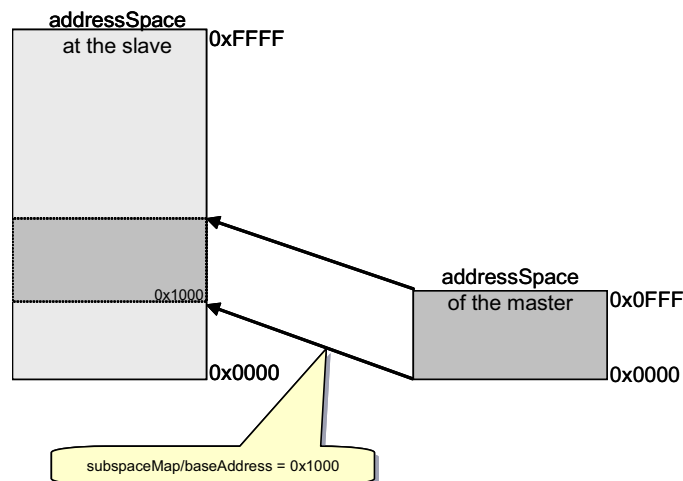 addressSpace
at the slave
0xFFFF
0x1000
0x0000
addressSpace
of the master
0x0FFF
0x0000
subspaceMap/baseAddress = 0x1000